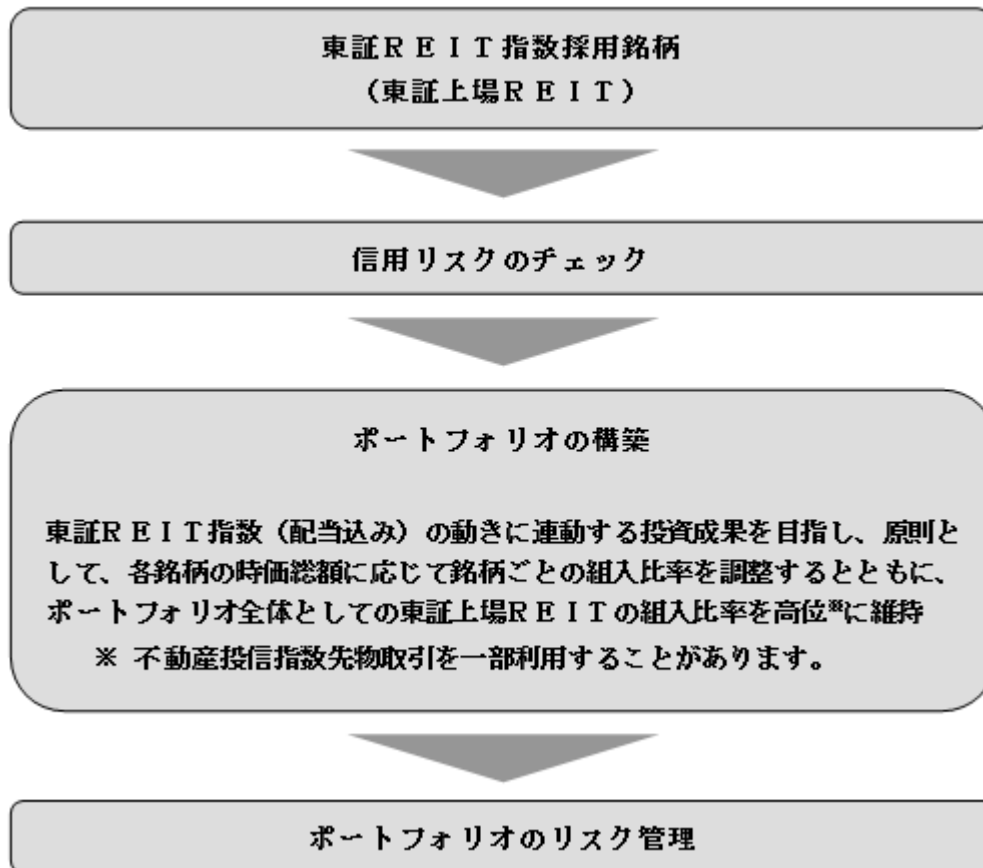 東証REIT指数採用銘柄
(東証上場REIT)
信用リスクのチェック
ポートフォリオの構築
東証REIT指数(配当込み)の動きに連動する投資成果を目指し、原則と
して、各銘柄の時価総額に応じて銘柄ごとの組入比率を調整するとともに、
ポートフォリオ全体としての東証上場REITの組入比率を高位※に維持
※ 不動産投信指数先物取引を一部利用することがあります。
ポートフォリオのリスク管理